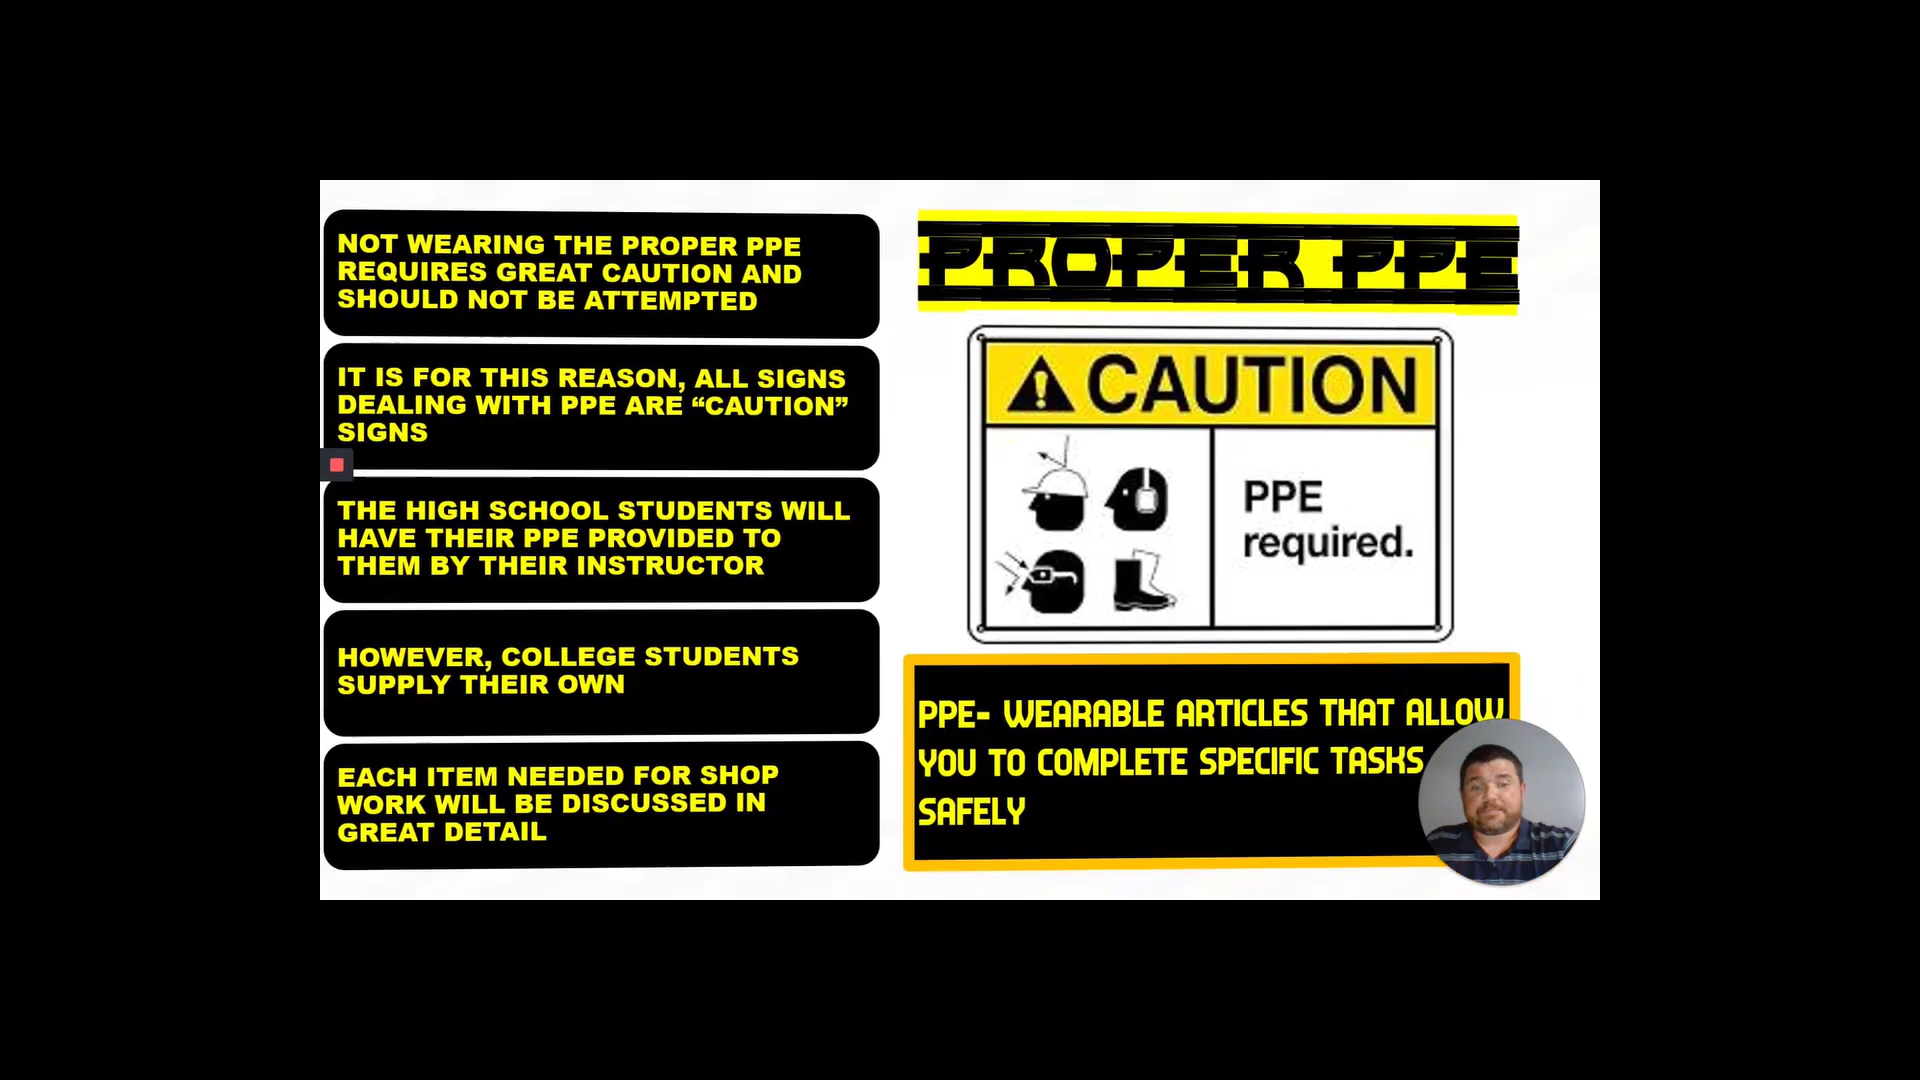 NOT WEARING THE PROPER PPE
REQUIRES GREAT CAUTION AND
SHOULD NOT BE ATTEMPTED
IT IS FOR THIS REASON, ALL SIGNS
DEALING WITH PPE ARE “CAUTION”
SIGNS
THE HIGH SCHOOL STUDENTS WILL
HAVE THEIR PPE PROVIDED TO
THEM BY THEIR INSTRUCTOR
HOWEVER, COLLEGE STUDENTS
SUPPLY THEIR OWN
EACH ITEM NEEDED FOR SHOP
WORK WILL BE DISCUSSED IN
GREAT DETAIL
PROPER PPE
CAUTION
PPE
required.
PPE- WEARABLE ARTICLES THAT ALLOW
YOU TO COMPLETE SPECIFIC TASKS
SAFELY